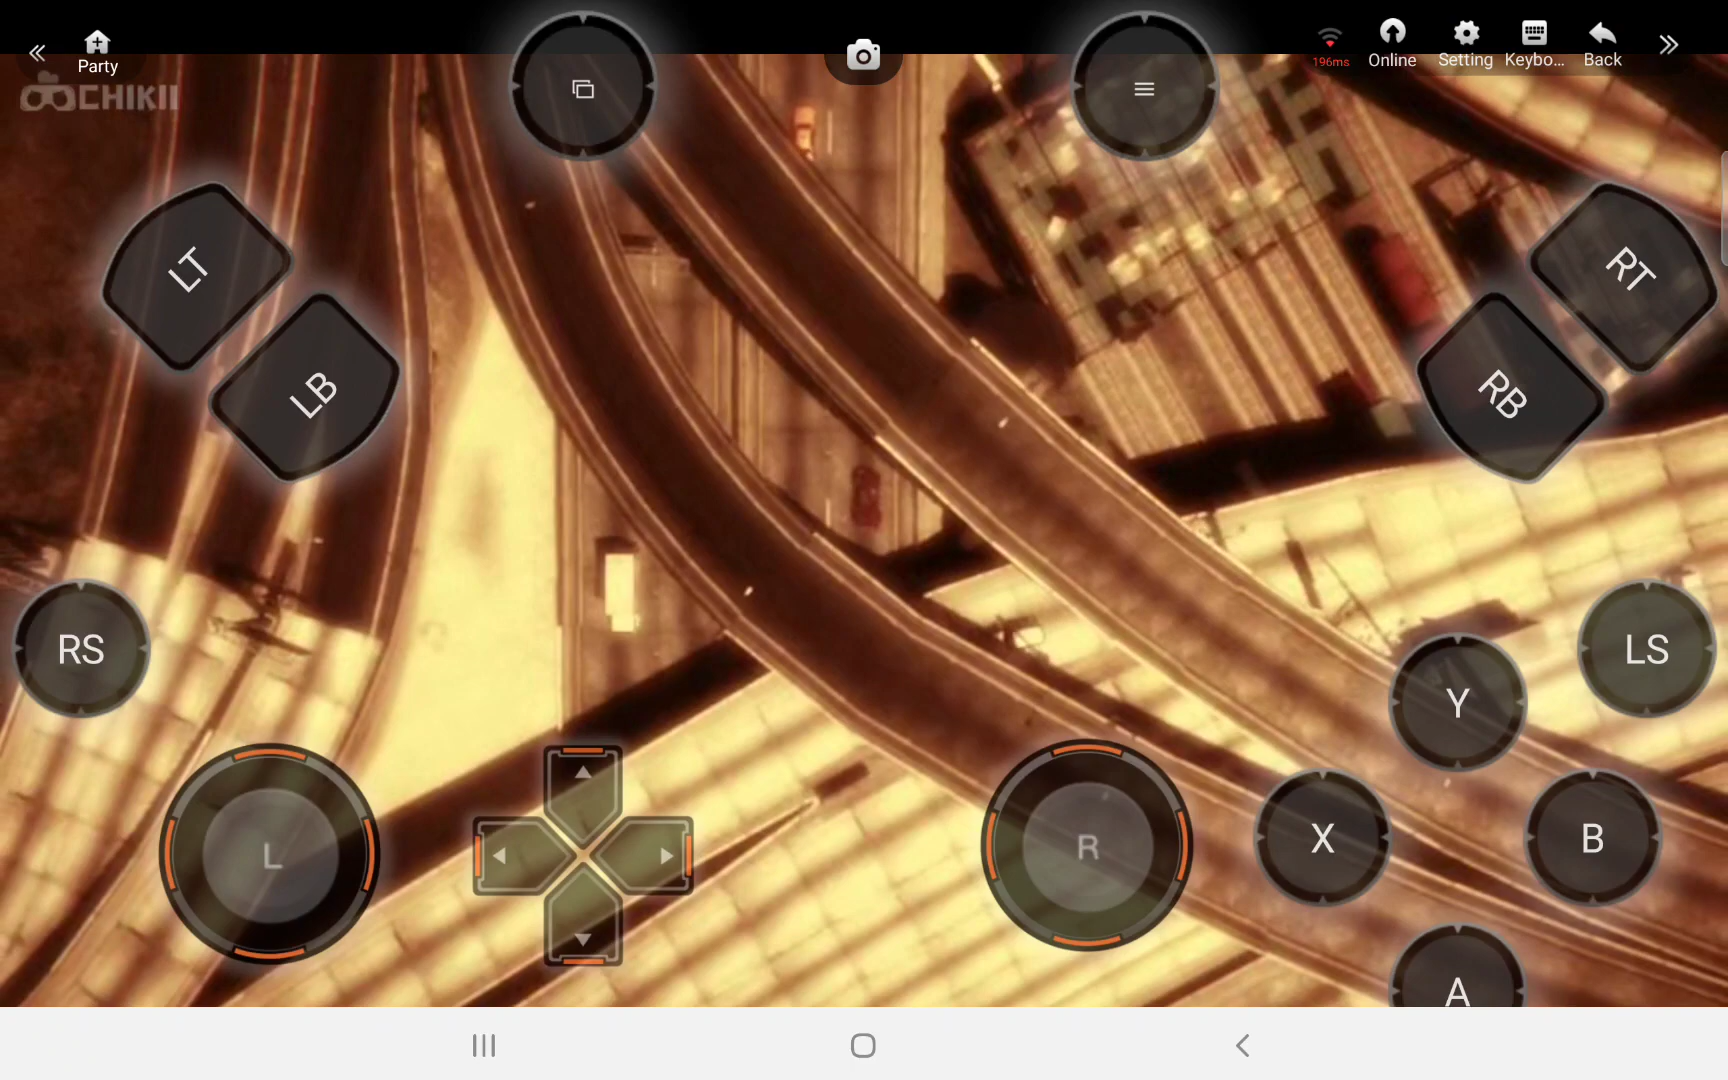 Party
196ms
Online
Setting
Keybo...
Back
CHIKII
LT
LB
RT
RB
RS
LS
Y
X
B
A
L
R